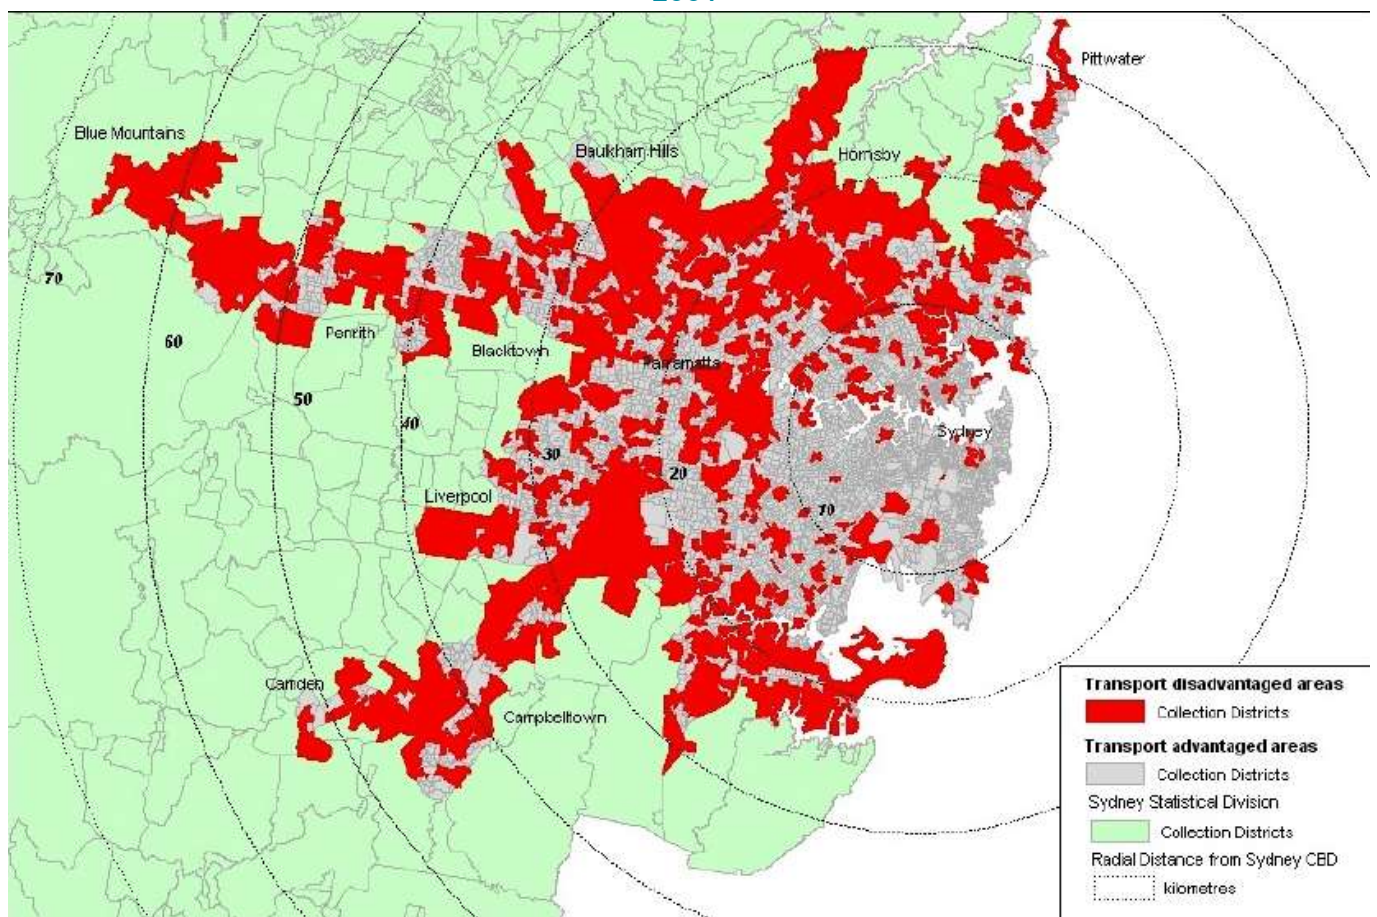 Pittwater
Blue Mountains
Baukham Hills
Hornsby
70
60
Penrith
Blacktown
Parramatta
50
40
Sydney
30
20
Liverpool
10
Camden
Campbelltown
Transport disadvantaged areas
Collection Districts
Transport advantaged areas
Collection Districts
Sydney Statistical Division
Collection Districts
Radial Distance from Sydney CBD
kilometres